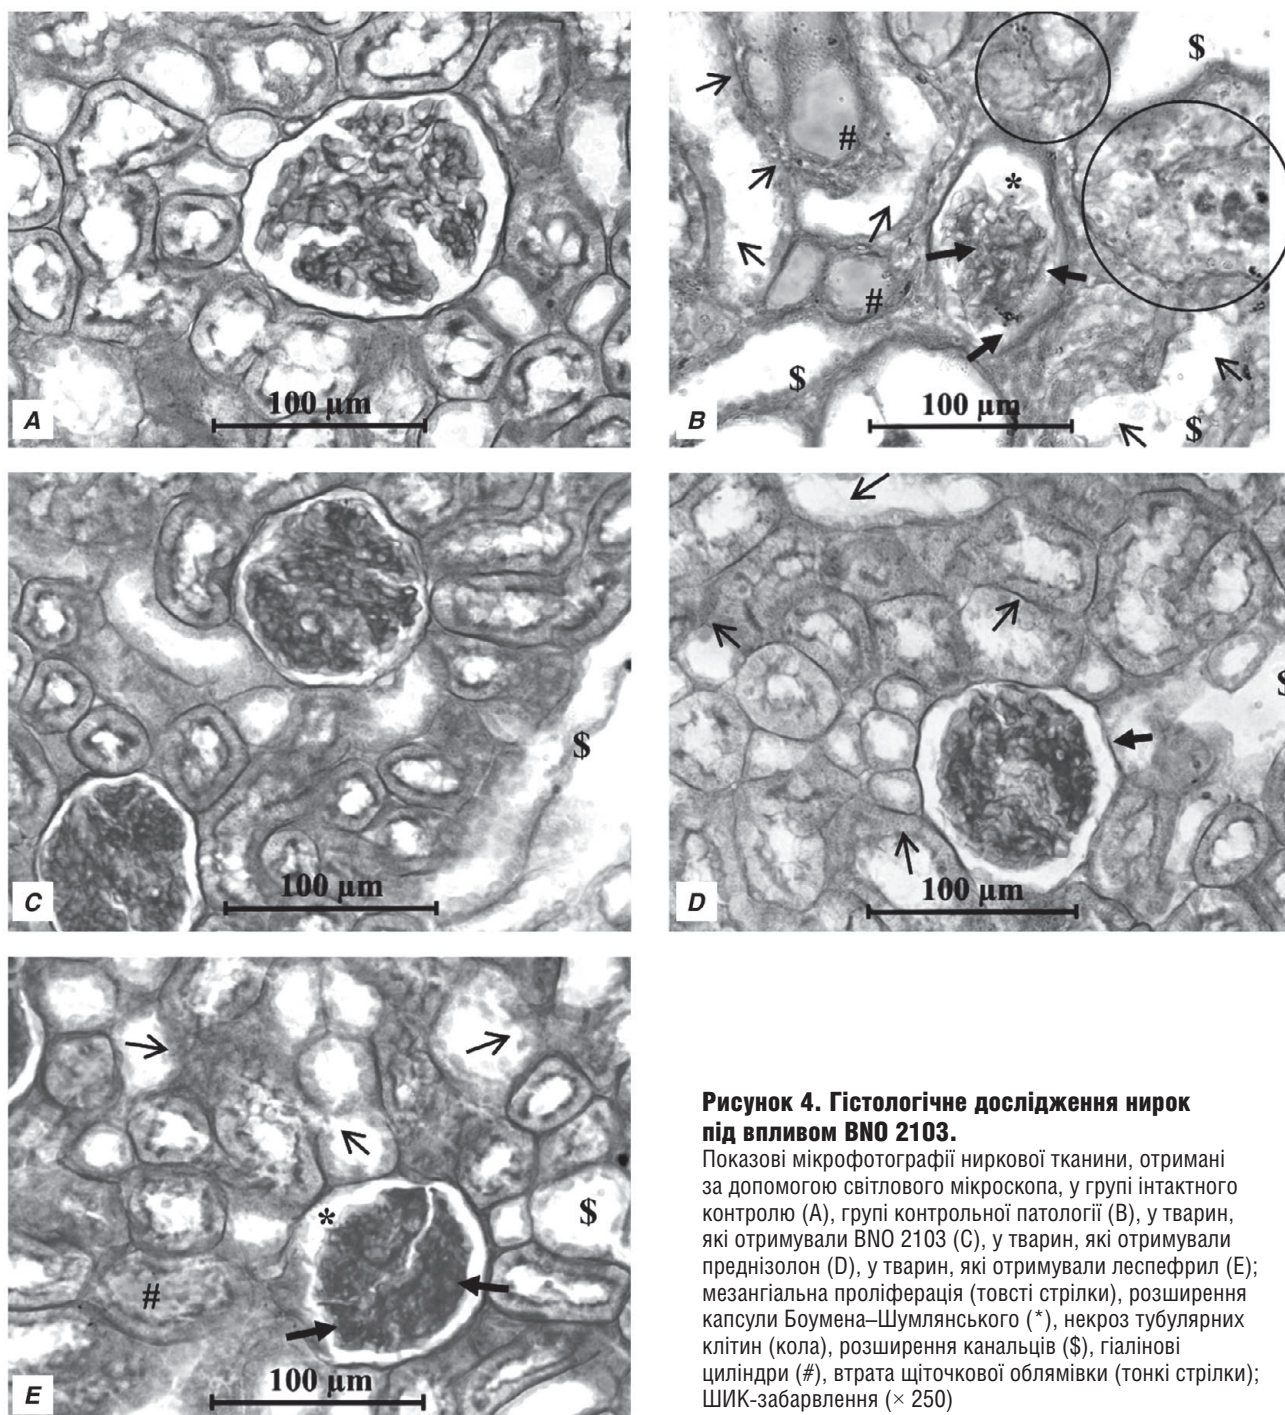 $
#
*
#
100 µm
A
$
100 µm
B
$
$
100 µm
C
$
100 µm
D
*
$
#
100 µm
E
Рисунок 4. Гістологічне дослідження нирок
під впливом BNO 2103.
Показові мікрофотографії ниркової тканини, отримані
за допомогою світлового мікроскопа, у групі інтактного
контролю (А), групі контрольної патології (В), у тварин,
які отримували BNO 2103 (С), у тварин, які отримували
преднізолон (D), у тварин, які отримували леспефрил (Е);
мезангіальна проліферація (товсті стрілки), розширення
капсули Боумена–Шумлянського (*), некроз тубулярних
клітин (кола), розширення канальців ($), гіалінові
циліндри (#), втрата щіточкової облямівки (тонкі стрілки);
ШИК-забарвлення (× 250)